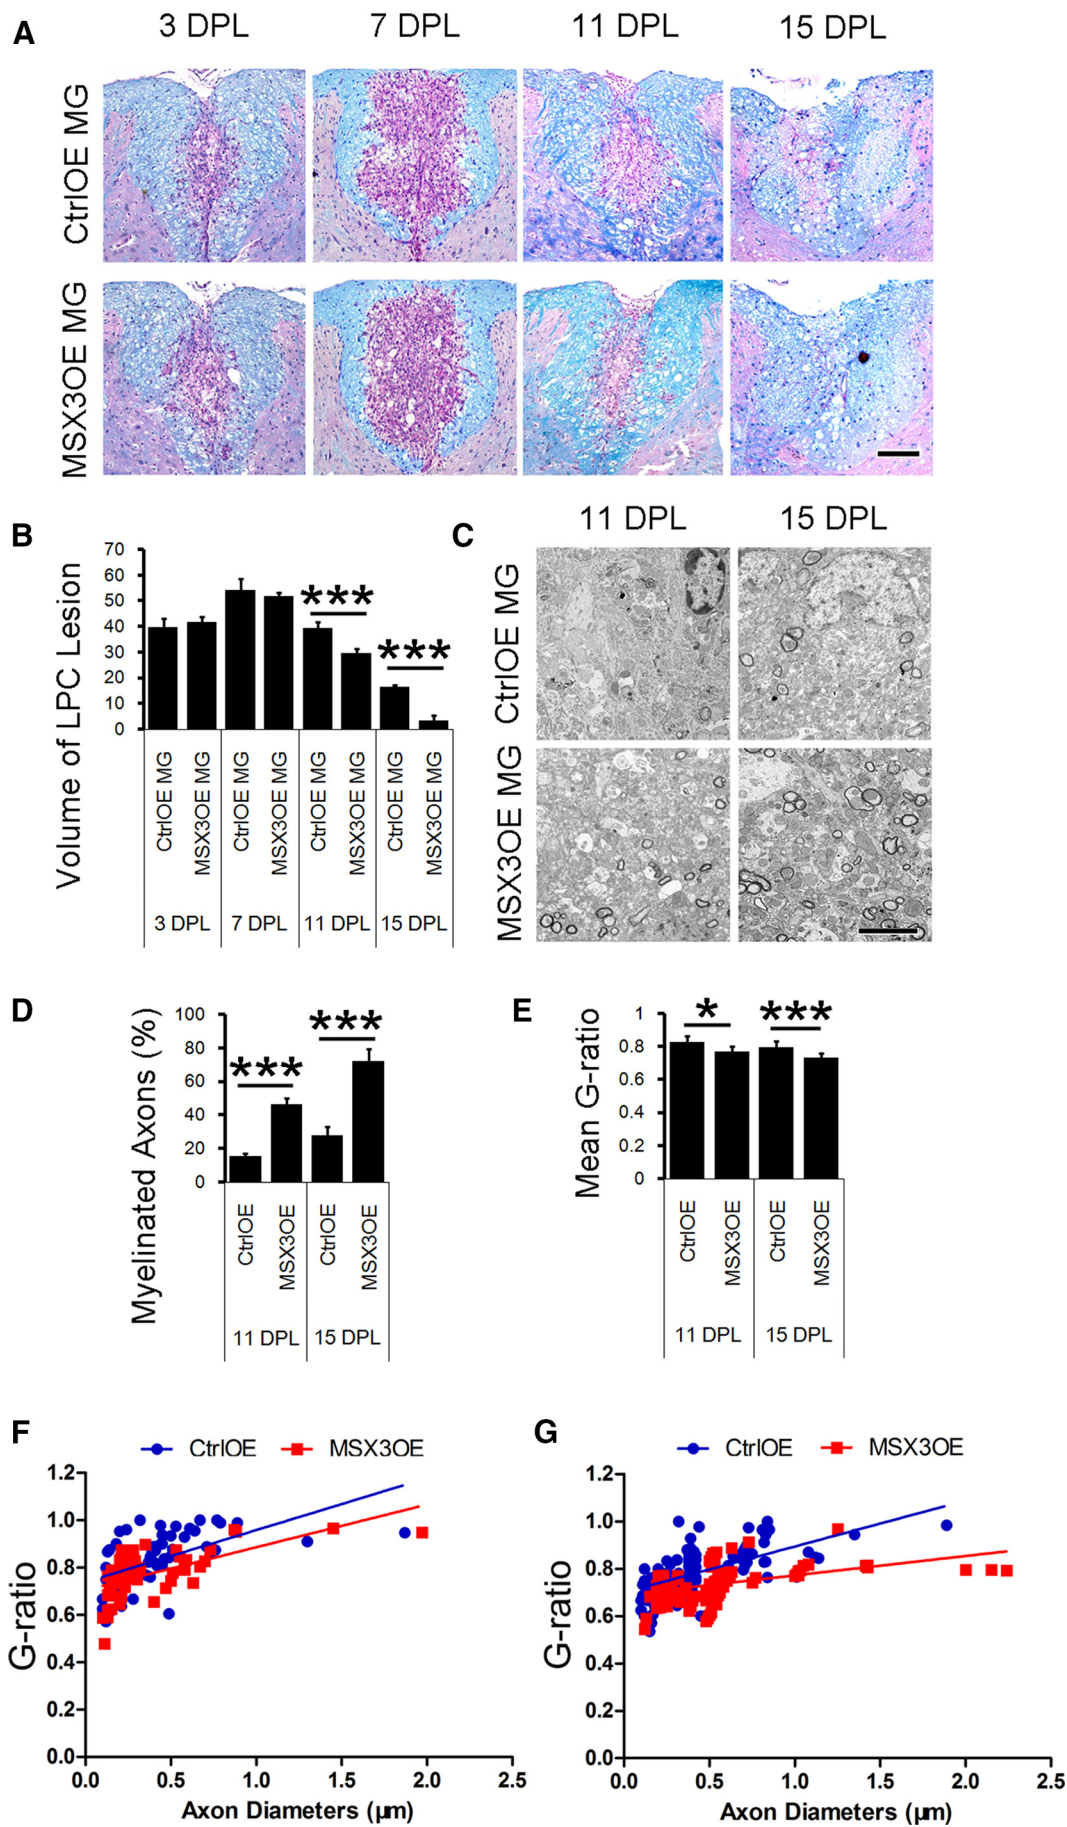 A
3 DPL 7 DPL 11 DPL 15 DPL
CtrlOE MG
MSX3OE MG
B
Volume of LPC Lesion
70
60
50
40
30
20
10
0
*** ***
CtrlOE MG MSX3OE MG CtrlOE MG MSX3OE MG CtrlOE MG MSX3OE MG CtrlOE MG MSX3OE MG
3 DPL 7 DPL 11 DPL 15 DPL
C
11 DPL 15 DPL
CtrlOE MG
MSX3OE MG
D
Myelinated Axons (%)
100
80
60
40
20
0
*** ***
CtrlOE MSX3OE CtrlOE MSX3OE
11 DPL 15 DPL
E
Mean G-ratio
1
0.8
0.6
0.4
0.2
0
* ***
CtrlOE MSX3OE CtrlOE MSX3OE
11 DPL 15 DPL
F
CtrlOE MSX3OE
G-ratio
1.2
1.0
0.8
0.6
0.4
0.2
0.0
0.0 0.5 1.0 1.5 2.0 2.5
Axon Diameters (µm)
G
CtrlOE MSX3OE
G-ratio
1.2
1.0
0.8
0.6
0.4
0.2
0.0
0.0 0.5 1.0 1.5 2.0 2.5
Axon Diameters (µm)